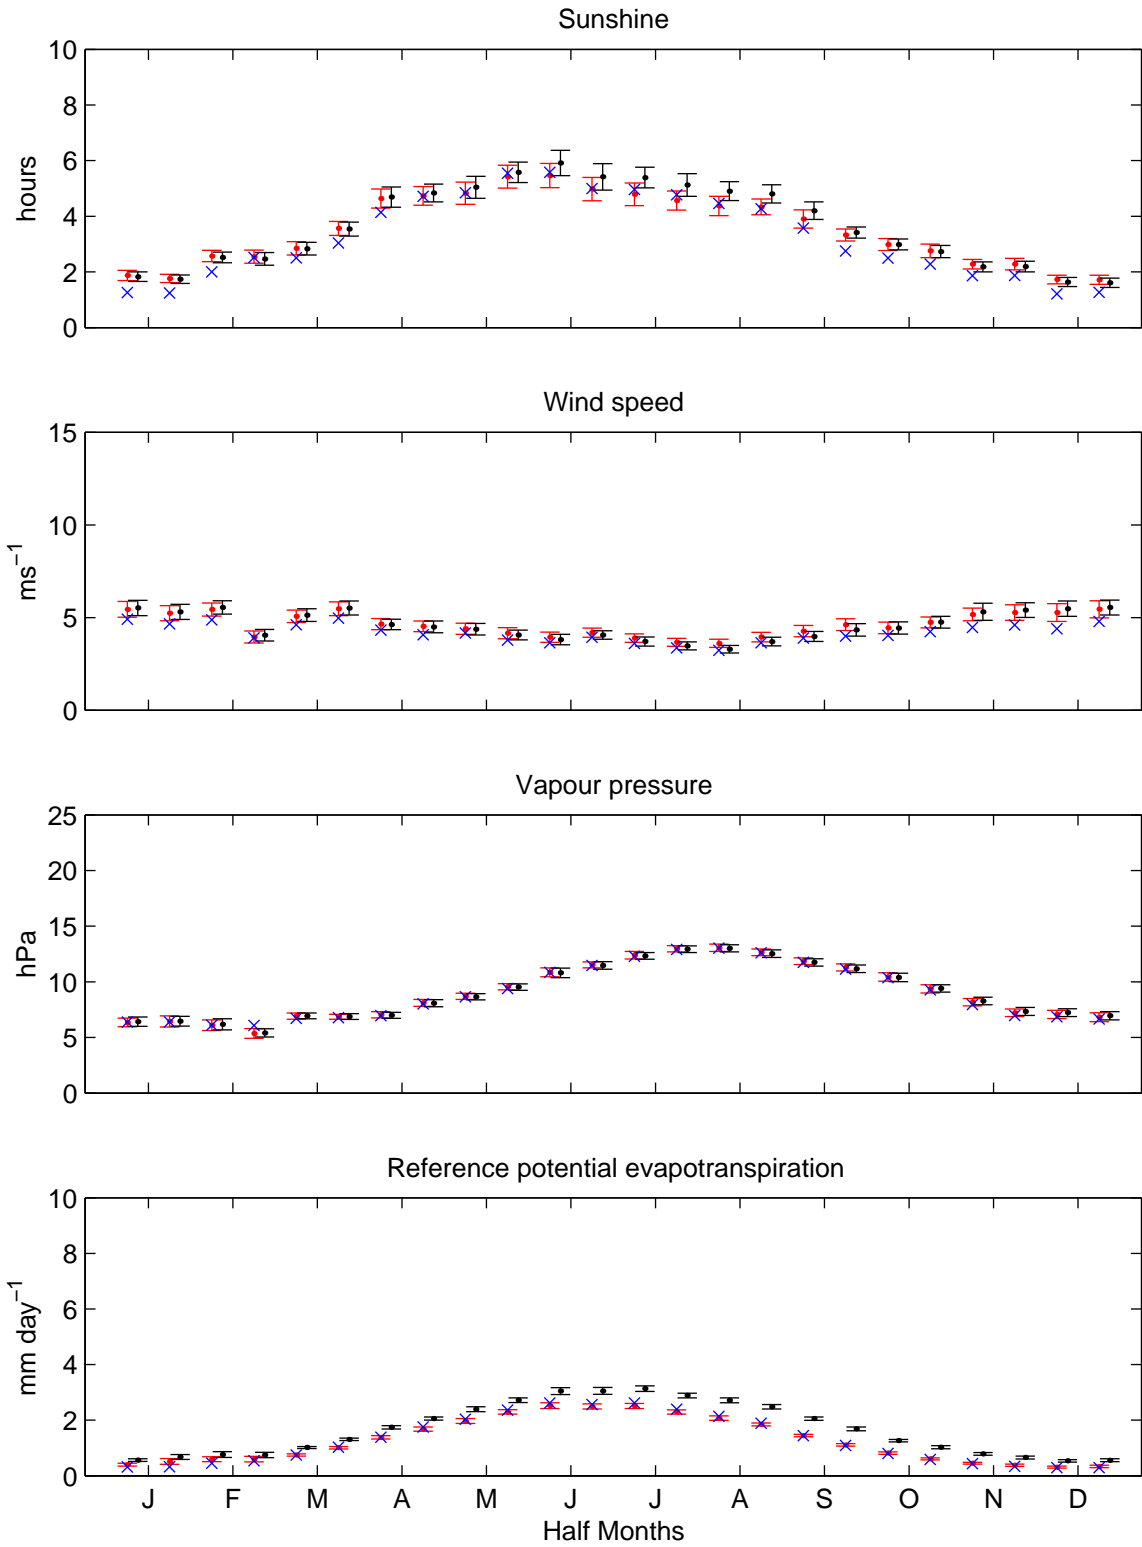 Sunshine
10
8
6
4
2
0
hours
Wind speed
15
10
5
0
ms⁻¹
Vapour pressure
25
20
15
10
5
0
hPa
Reference potential evapotranspiration
10
8
6
4
2
0
mm day⁻¹
J F M A M J J A S O N D
Half Months